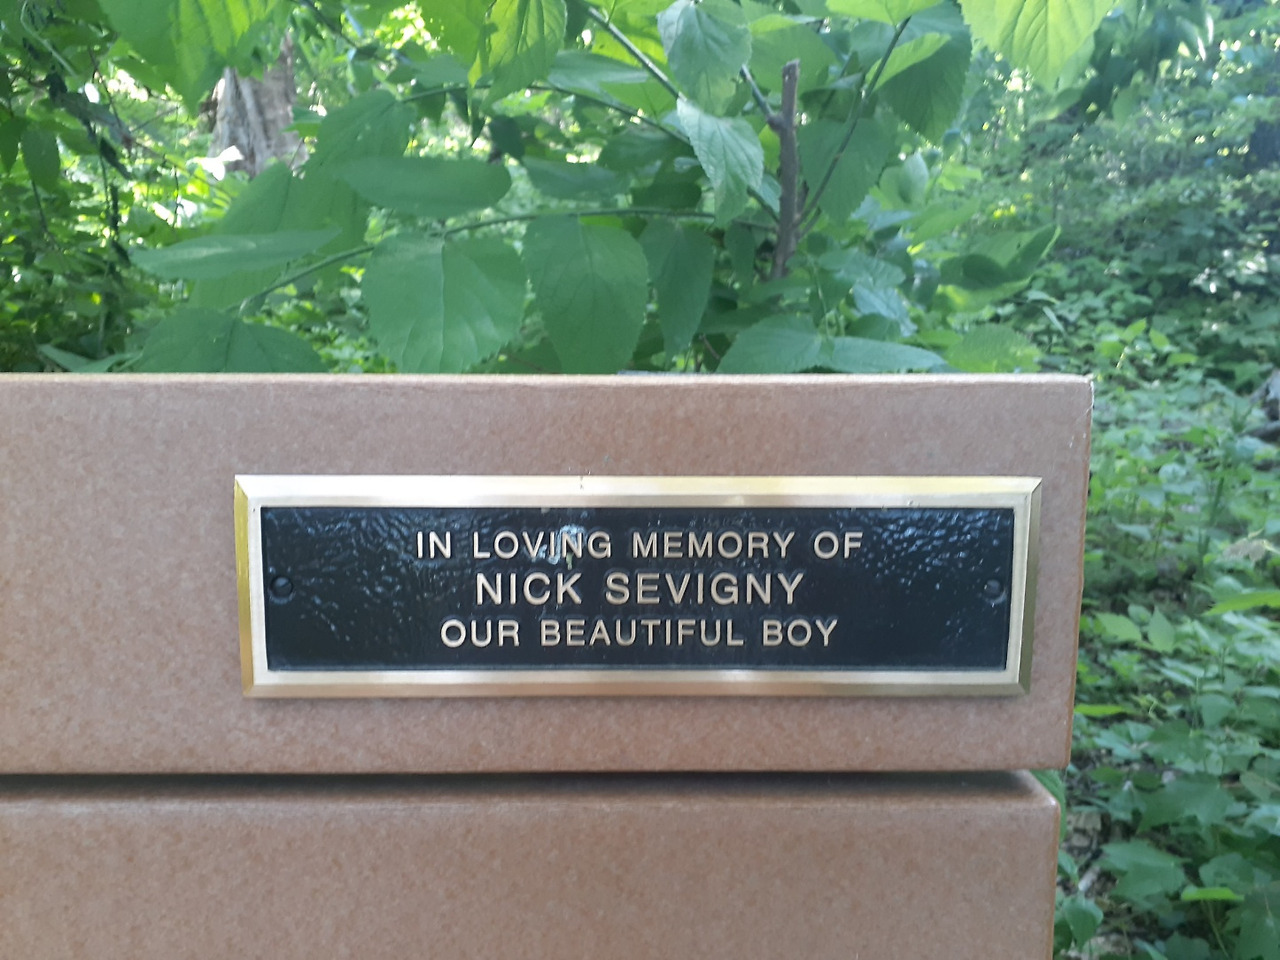 IN LOVING MEMORY OF
NICK SEVIGNY
OUR BEAUTIFUL BOY